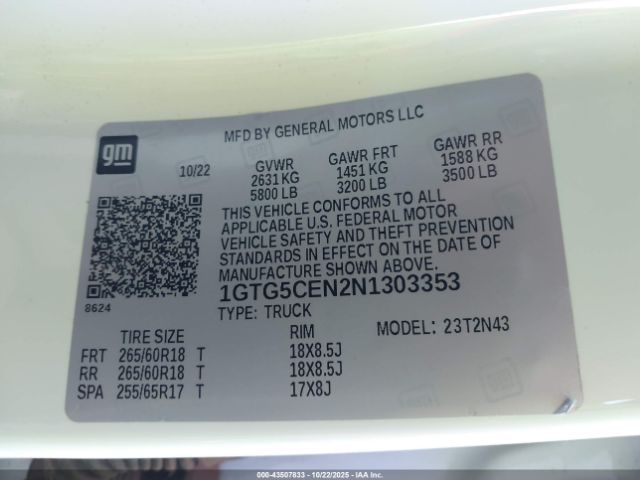 MFD BY GENERAL MOTORS LLC
gm
10/22 GVWR GAWR FRT GAWR RR
2631 KG 1451 KG 1588 KG
5800 LB 3200 LB 3500 LB
THIS VEHICLE CONFORMS TO ALL
APPLICABLE U.S. FEDERAL MOTOR
VEHICLE SAFETY AND THEFT PREVENTION
STANDARDS IN EFFECT ON THE DATE OF
MANUFACTURE SHOWN ABOVE.
8624
1GTG5CEN2N1303353
TYPE: TRUCK MODEL: 23T2N43
TIRE SIZE RIM
FRT 265/60R18 T 18X8.5J
RR 265/60R18 T 18X8.5J
SPA 255/65R17 T 17X8J
000-43507833 - 10/22/2025 - IAA Inc.